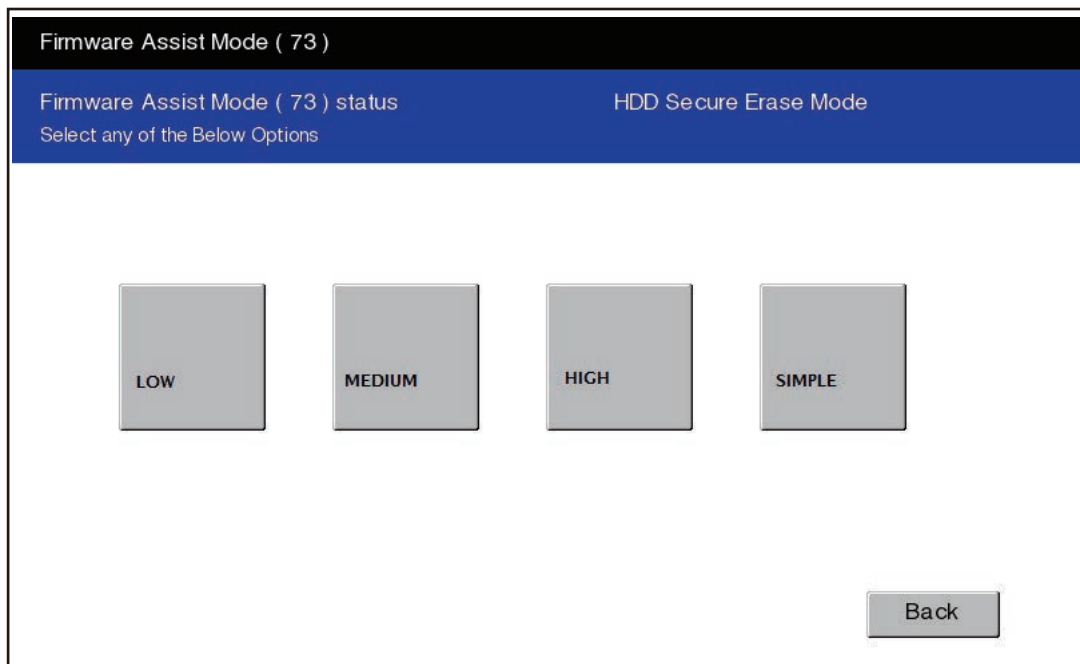 Firmware Assist Mode ( 73 )
Firmware Assist Mode ( 73 ) status
HDD Secure Erase Mode
Select any of the Below Options
LOW
MEDIUM
HIGH
SIMPLE
Back